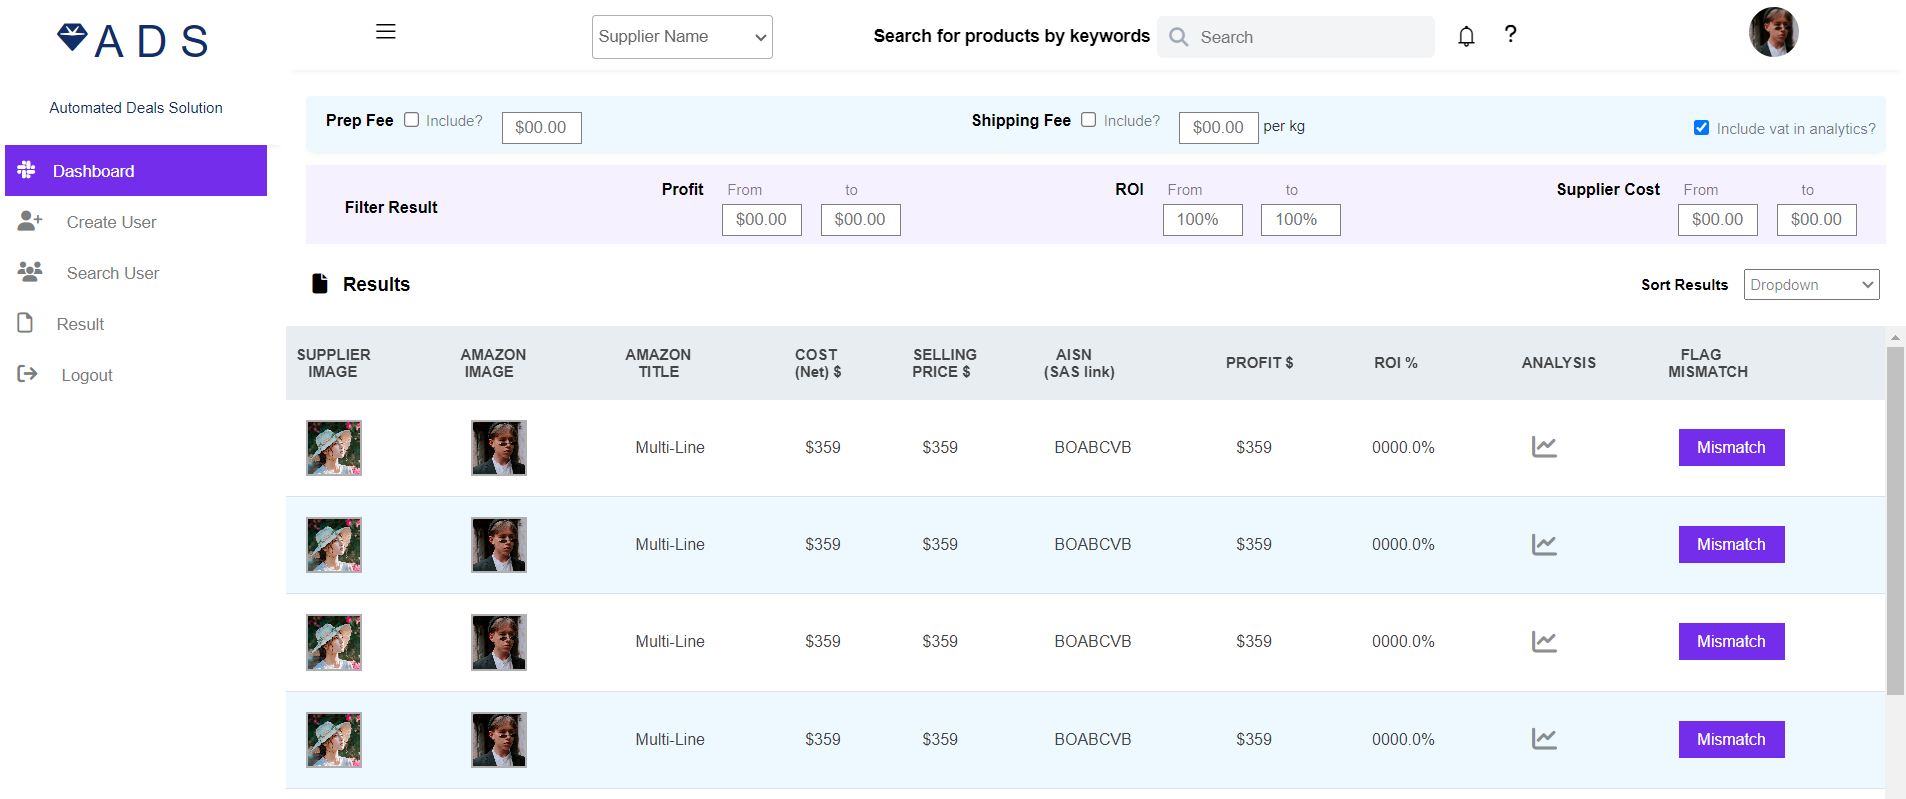 ADS
Supplier Name
Search for products by keywords
Search
?
Automated Deals Solution
Prep Fee Include? $00.00
Shipping Fee Include? $00.00 per kg
Include vat in analytics?
Dashboard
Create User
Search User
Result
Logout
Filter Result
Profit From to
$00.00 $00.00
ROI From to
100% 100%
Supplier Cost From to
$00.00 $00.00
Results
Sort Results Dropdown
SUPPLIER IMAGE
AMAZON IMAGE
AMAZON TITLE
COST (Net) $
SELLING PRICE $
AISN (SAS link)
PROFIT $
ROI %
ANALYSIS
FLAG MISMATCH
Multi-Line $359 $359 BOABCVB $359 0000.0% Mismatch
Multi-Line $359 $359 BOABCVB $359 0000.0% Mismatch
Multi-Line $359 $359 BOABCVB $359 0000.0% Mismatch
Multi-Line $359 $359 BOABCVB $359 0000.0% Mismatch